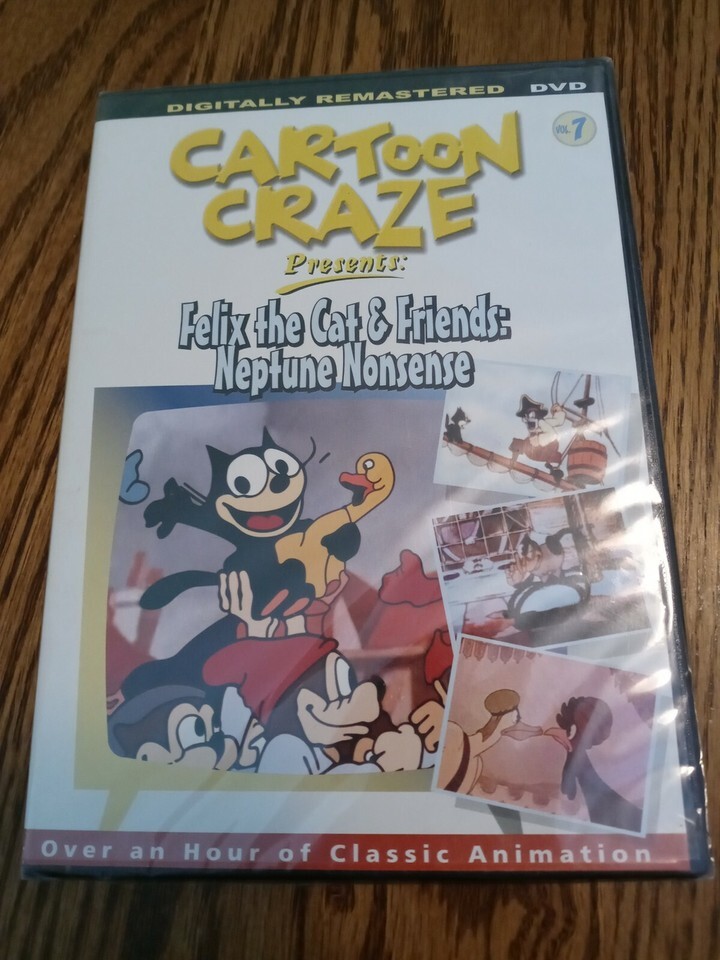 DIGITALLY REMASTERED DVD
VOL. 7
CARTOON
CRAZE
Presents:
Felix the Cat & Friends:
Neptune Nonsense
Over an Hour of Classic Animation